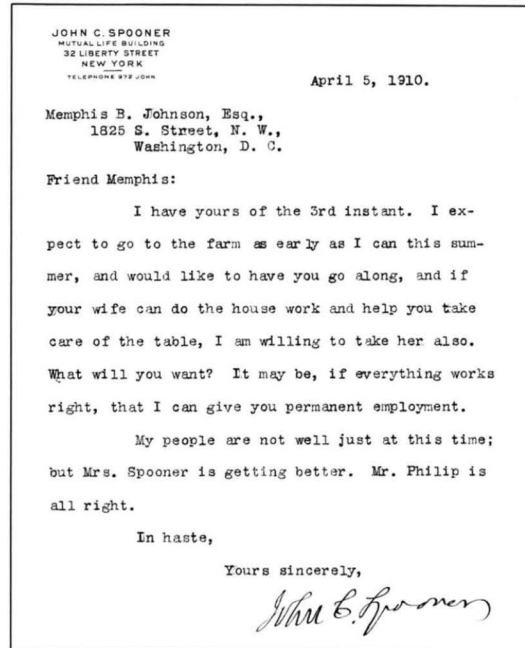 JOHN C. SPOONER
MUTUAL LIFE BUILDING
32 LIBERTY STREET
NEW YORK
TELEPHONE 972 JOHN
April 5, 1910.
Memphis B. Johnson, Esq.,
1825 S. Street, N. W.,
Washington, D. C.
Friend Memphis:
I have yours of the 3rd instant. I ex-
pect to go to the farm as early as I can this sum-
mer, and would like to have you go along, and if
your wife can do the house work and help you take
care of the table, I am willing to take her also.
What will you want? It may be, if everything works
right, that I can give you permanent employment.
My people are not well just at this time;
but Mrs. Spooner is getting better. Mr. Philip is
all right.
In haste,
Yours sincerely,
John C. Spooner